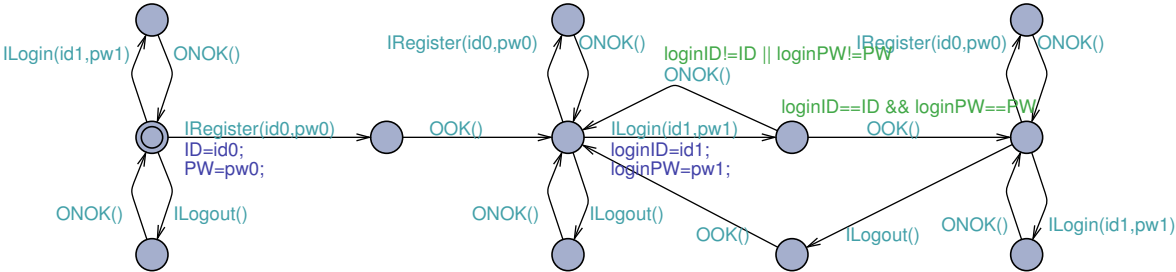 ILogin(id1,pw1)
ONOK()
IRegister(id0,pw0)
ONOK()
loginID!=ID || loginPW!=PW
ONOK()
IRegister(id0,pw0)
ONOK()
IRegister(id0,pw0)
ID=id0;
PW=pw0;
OOK()
ILogin(id1,pw1)
loginID=id1;
loginPW=pw1;
loginID==ID && loginPW==PW
OOK()
ONOK()
ILogout()
ONOK()
ILogout()
OOK()
ILogout()
ONOK()
ILogin(id1,pw1)